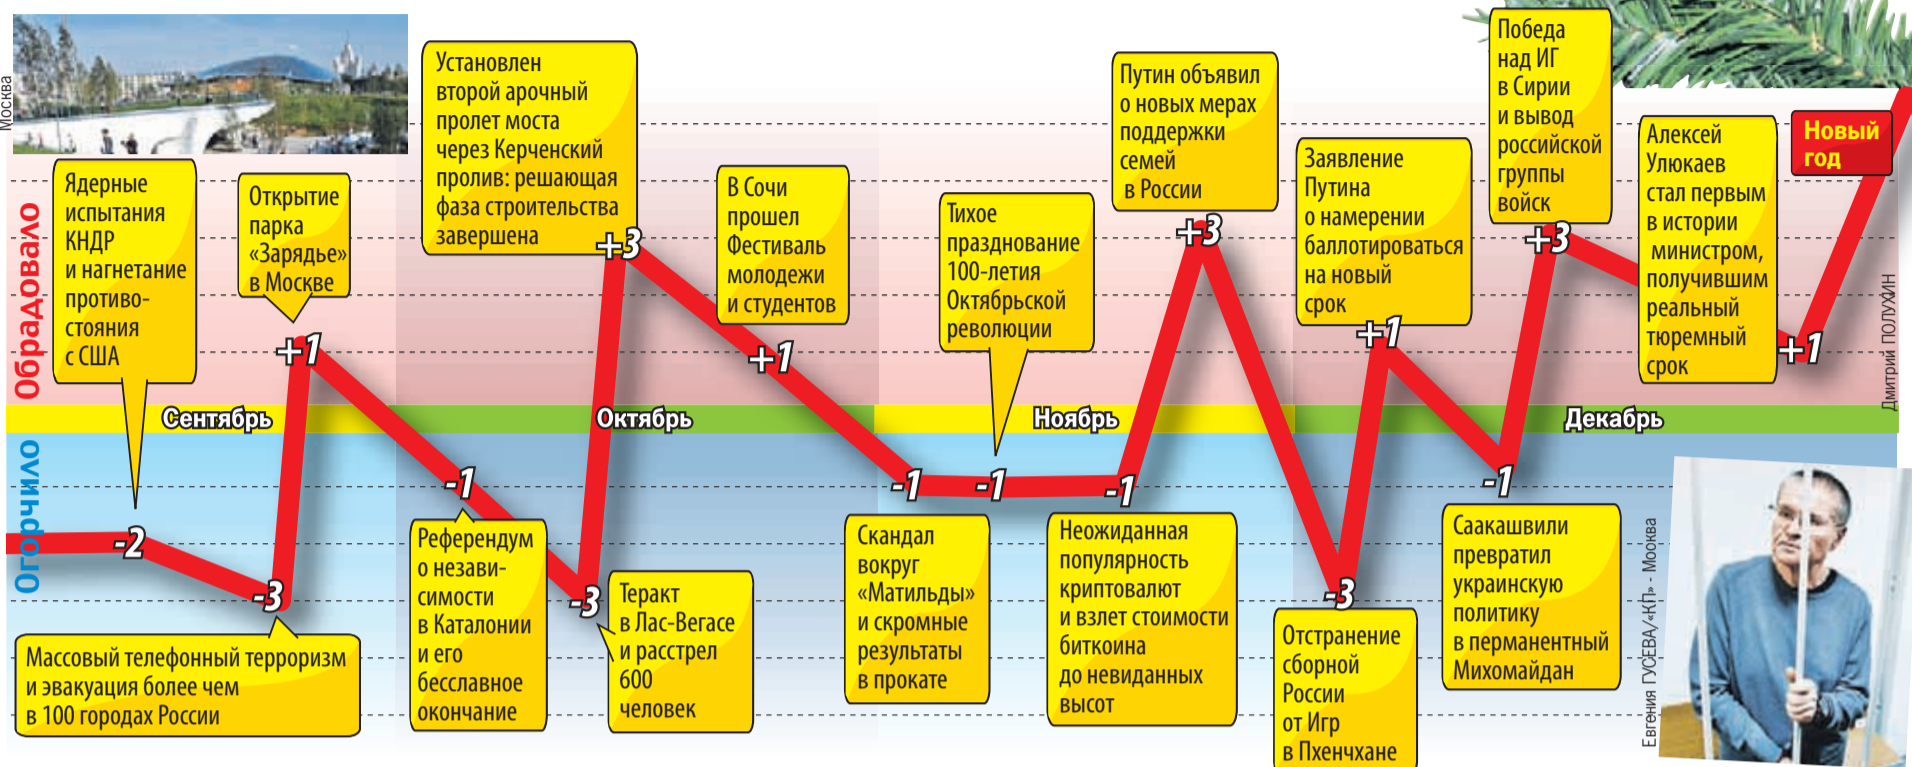 Москва
Обрадовало
Огорчило
Ядерные
испытания
КНДР
и нагнетание
противо-
стояния
с США
-2
Массовый телефонный терроризм
и эвакуация более чем
в 100 городах России
-3
Открытие
парка
«Зарядье»
в Москве
+1
Сентябрь
Референдум
о незави-
симости
в Каталонии
и его
бесславное
окончание
-1
Теракт
в Лас-Вегасе
и расстрел
600
человек
-3
Установлен
второй арочный
пролет моста
через Керченский
пролив: решающая
фаза строительства
завершена
+3
В Сочи
прошел
Фестиваль
молодежи
и студентов
+1
Октябрь
Скандал
вокруг
«Матильды»
и скромные
результаты
в прокате
-1
Тихое
празднование
100-летия
Октябрьской
революции
-1
Неожиданная
популярность
криптовалют
и взлет стоимости
биткоина
до невиданных
высот
-1
Путин объявил
о новых мерах
поддержки
семей
в России
+3
Ноябрь
Отстранение
сборной
России
от Игр
в Пхенчхане
-3
Заявление
Путина
о намерении
баллотироваться
на новый
срок
+1
Саакашвили
превратил
украинскую
политику
в перманентный
Михомайдан
-1
Победа
над ИГ
в Сирии
и вывод
российской
группы
войск
+3
Алексей
Улюкаев
стал первым
в истории
министром,
получившим
реальный
тюремный
срок
+1
Декабрь
Новый
год
Дмитрий ПОЛУХИН
Евгения ГУСЕВА/«КП» - Москва